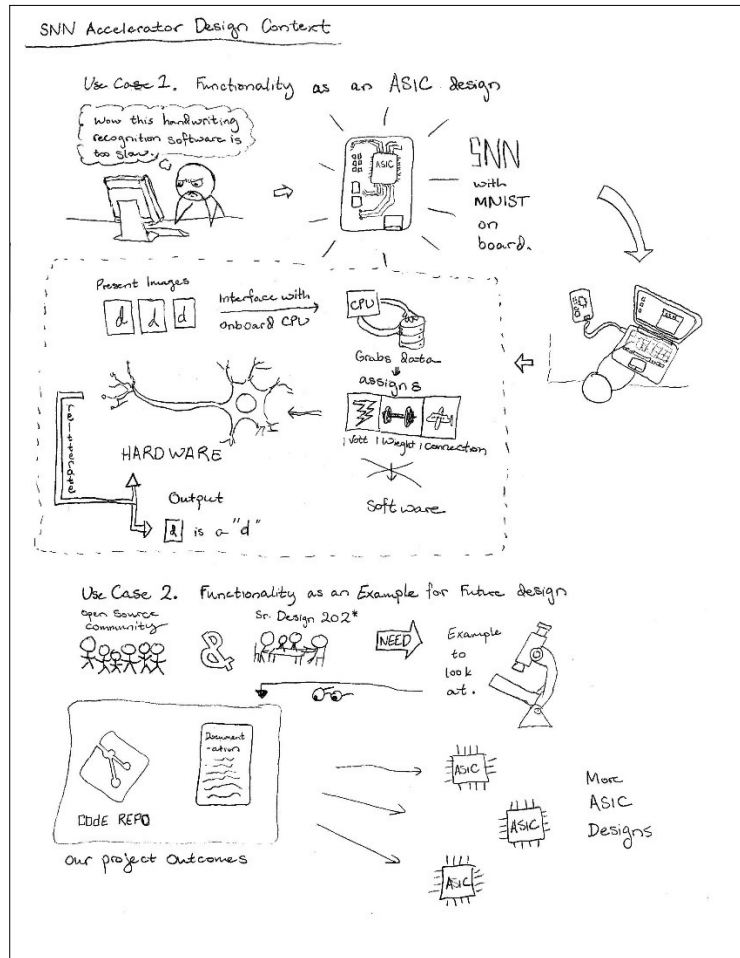 SNN Accelerator Design Context
Use Case 1. Functionality as an ASIC design
Wow this handwriting
recognition software is
too slow.
ASIC
SNN
with
MNIST
on
board.
Present Images
d d d
Interface with
onboard CPU
CPU
Grabs data
assigns
1 Volt 1 Weight 1 Connection
Software
HARDWARE
Output
d is a "d"
Use Case 2. Functionality as an Example for Future design
open source
community
&
Sr. Design 202*
NEED
Example
to
look
at.
Document
-ation
CODE REPO
our project outcomes
ASIC
ASIC
ASIC
More
ASIC
Designs